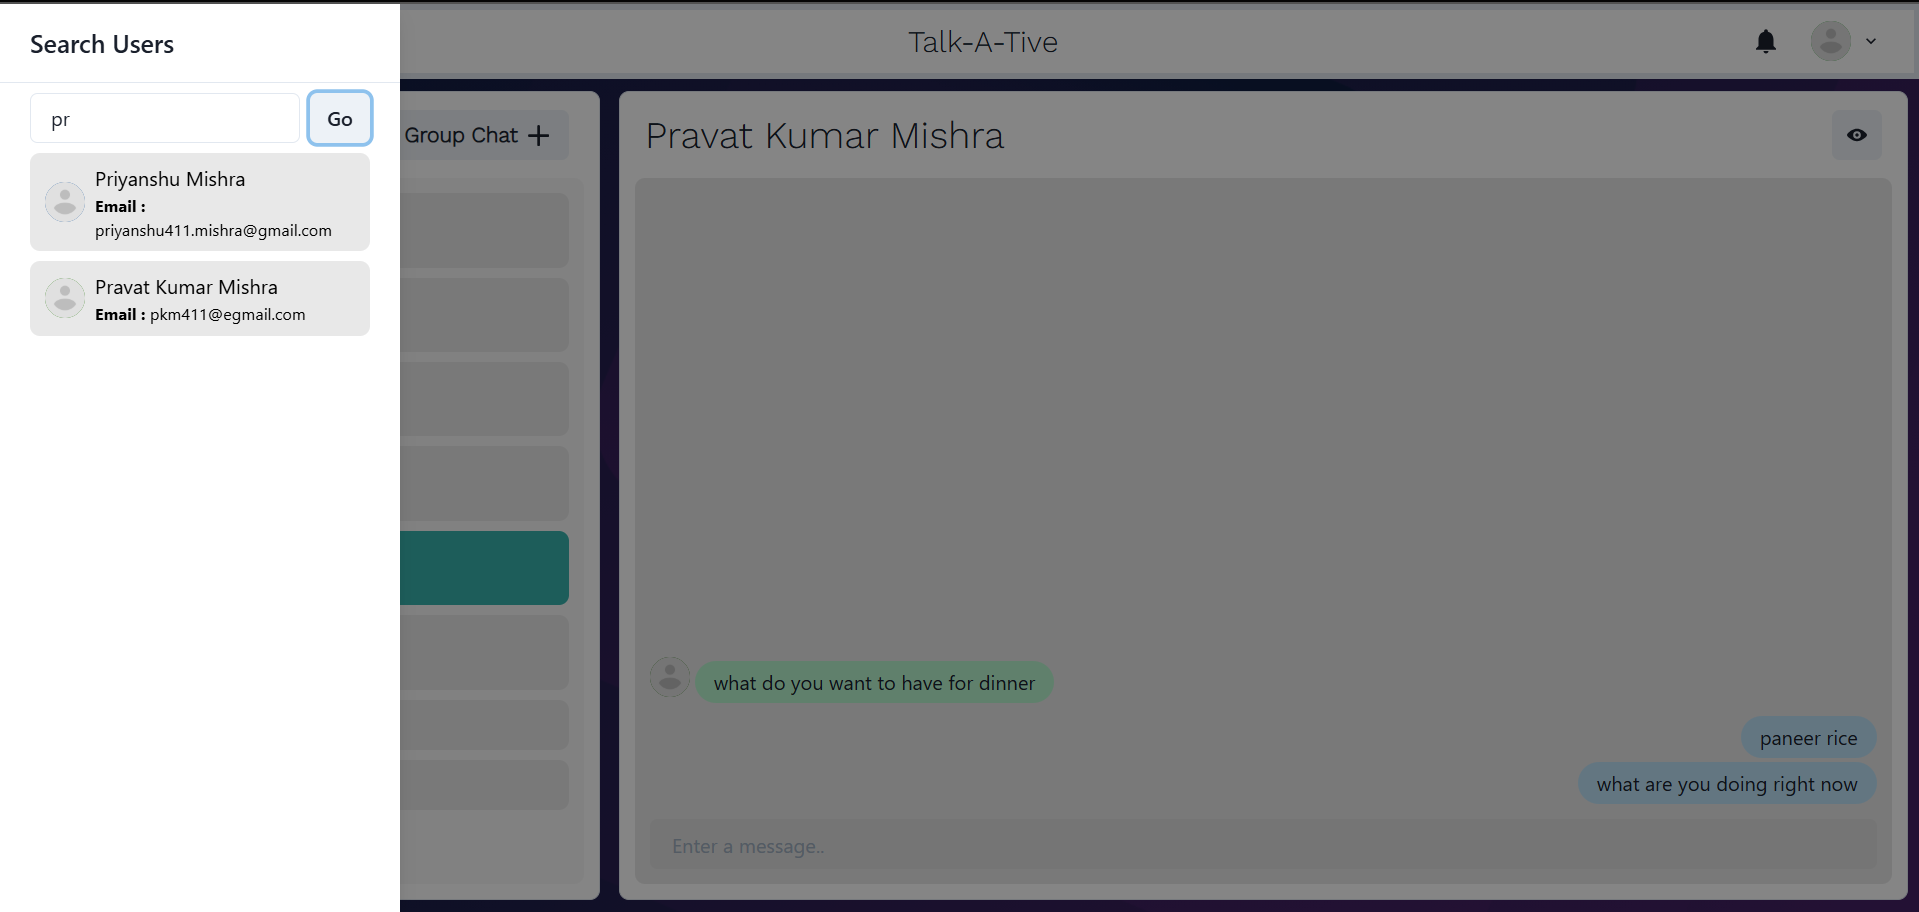 Search Users
pr
Go
Priyanshu Mishra
Email :
priyanshu411.mishra@gmail.com
Pravat Kumar Mishra
Email : pkm411@egmail.com
Talk-A-Tive
Group Chat
Pravat Kumar Mishra
what do you want to have for dinner
paneer rice
what are you doing right now
Enter a message..